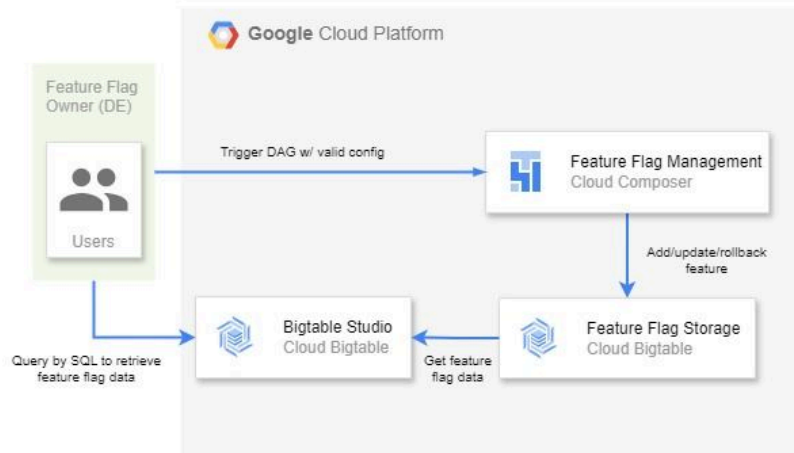 Google Cloud Platform
Feature Flag
Owner (DE)
Users
Trigger DAG w/ valid config
Feature Flag Management
Cloud Composer
Add/update/rollback
feature
Bigtable Studio
Cloud Bigtable
Feature Flag Storage
Cloud Bigtable
Get feature
flag data
Query by SQL to retrieve
feature flag data